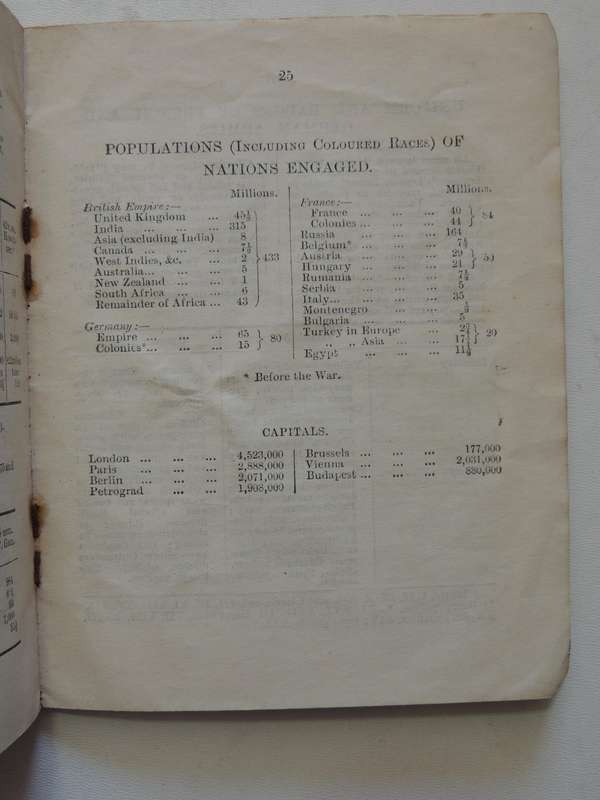 25
POPULATIONS (INCLUDING COLOURED RACES) OF
NATIONS ENGAGED.
Millions.
British Empire:—
United Kingdom ... 45½
India ... ... ... 315
Asia (excluding India) 8
Canada ... ... ... 7½
West Indies, &c. ... 2
Australia... ... ... 5
New Zealand ... ... 1
South Africa ... ... 6
Remainder of Africa ... 43
} 433
Germany:—
Empire ... ... ... 65
Colonies*... ... ... 15
} 80
Millions.
France:—
France ... ... ... 40
Colonies ... ... ... 44
} 84
Russia ... ... ... 164
Belgium* ... ... ... 7½
Austria ... ... ... 29
Hungary ... ... ... 21
} 50
Rumania ... ... ... 7½
Serbia ... ... ... 5
Italy... ... ... ... 35
Montenegro ... ... ½
Bulgaria ... ... ... 5
Turkey in Europe ...
„ „ Asia ... ...
} 20
Egypt ... ... ...
* Before the War.
CAPITALS.
London ... ... ... 4,523,000
Paris ... ... ... 2,888,000
Berlin ... ... ... 2,071,000
Petrograd ... ... 1,908,000
Brussels ... ... ... 177,000
Vienna ... ... ... 2,031,000
Budapest ... ... ... 880,000